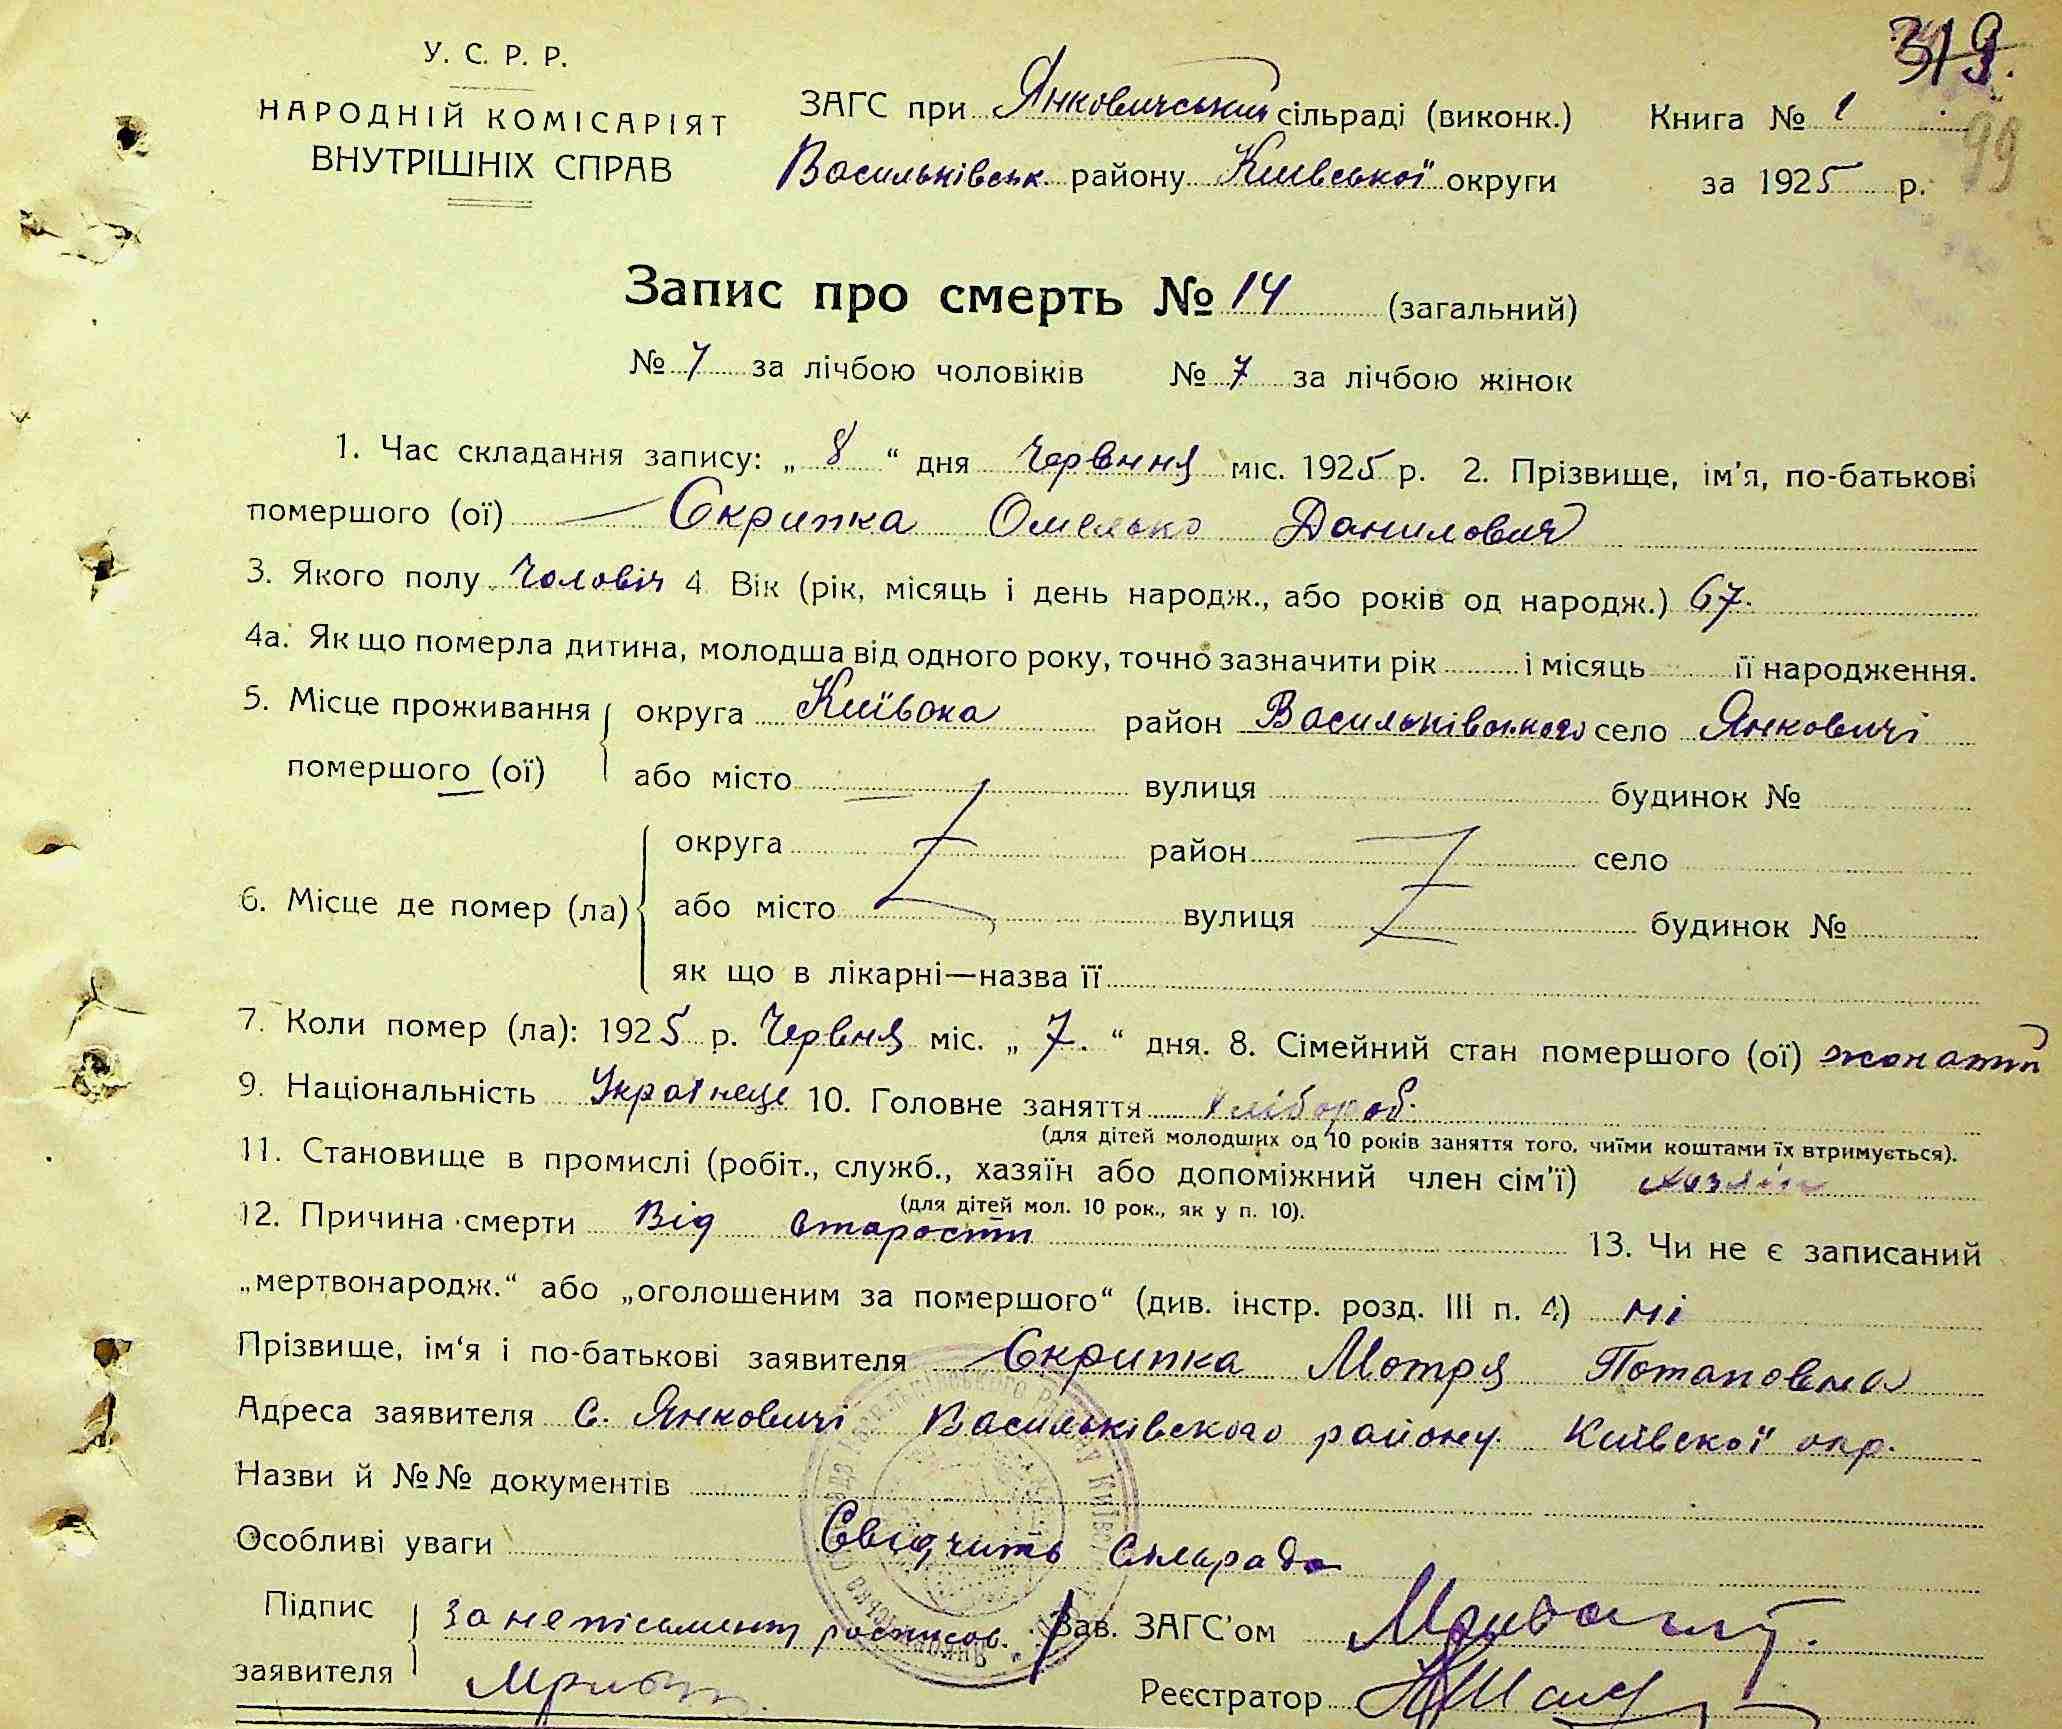 319.
99
У. С. Р. Р.
НАРОДНІЙ КОМІСАРІЯТ
ВНУТРІШНІХ СПРАВ
ЗАГС при Янковичський сільраді (виконк.)
Васильківськ. району Київської округи
Книга № 1
за 1925 р.
Запис про смерть № 14 (загальний)
№ 7 за лічбою чоловіків № 7 за лічбою жінок
1. Час складання запису: „ 8 “ дня Червння міс. 1925 р. 2. Прізвище, ім'я, по-батькові
помершого (ої) Скрипка Омелько Данилович
3. Якого полу Чоловіч 4 Вік (рік, місяць і день народж., або років од народж.) 67.
4а. Як що померла дитина, молодша від одного року, точно зазначити рік і місяць її народження.
5. Місце проживання округа Київска район село Янковичі
помершого (ої) або місто вулиця будинок №
округа район село
6. Місце де помер (ла) або місто вулиця будинок №
як що в лікарні—назва її
7. Коли помер (ла): 1925 р. Червня міс. „ 7. “ дня. 8. Сімейний стан помершого (ої) жонатий
9. Національність Українец 10. Головне заняття хлібороб.
(для дітей молодших од 10 років заняття того, чиїми коштами їх втримується).
11. Становище в промислі (робіт., служб., хазяїн або допоміжний член сім'ї) хазяін
(для дітей мол. 10 рок., як у п. 10).
12. Причина смерти Від старости 13. Чи не є записаний
„мертвонародж.“ або „оголошеним за помершого“ (див. інстр. розд. III п. 4) ні
Прізвище, ім'я і по-батькові заявителя Скрипка Мотря Потаповна
Адреса заявителя с. Янковичі Васильківского району Київскої окр.
Назви й №№ документів
Особливі уваги Свідчить Сілърада
Підпис заявителя За неписьменну росписов.
Зав. ЗАГС'ом
Реєстратор